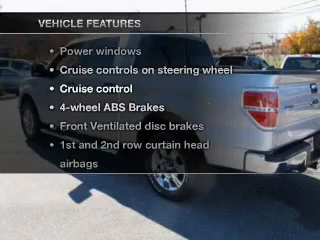 VEHICLE FEATURES
• Power windows
• Cruise controls on steering wheel
• Cruise control
• 4-wheel ABS Brakes
• Front Ventilated disc brakes
• 1st and 2nd row curtain head
airbags